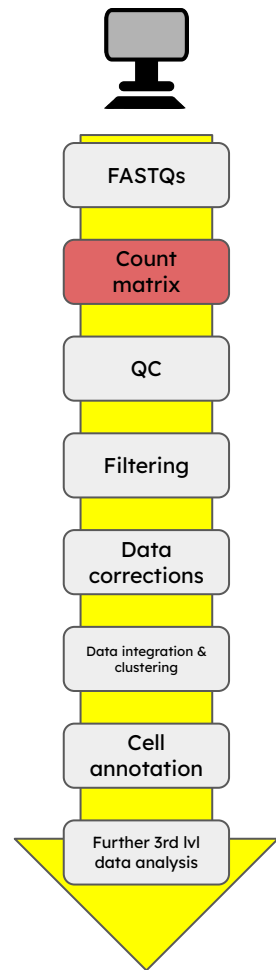 FASTQs
Count
matrix
QC
Filtering
Data
corrections
Data integration &
clustering
Cell
annotation
Further 3rd lvl
data analysis